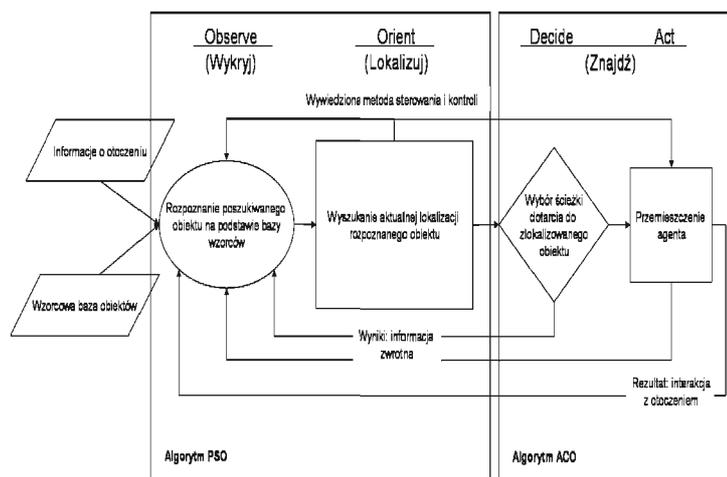 Observe
(Wykryj)
Orient
(Lokalizuj)
Decide Act
(Znajdź)
Wywiedziona metoda sterowania i kontroli
Informacje o otoczeniu
Wzorcowa baza obiektów
Rozpoznanie poszukiwanego
obiektu na podstawie bazy
wzorców
Wyszukanie aktualnej lokalizacji
rozpoznanego obiektu
Wybór ścieżki
dotarcia do
zlokalizowanego
obiektu
Przemieszczenie
agenta
Wyniki: informacja
zwrotna
Rezultat: interakcja
z otoczeniem
Algorytm PSO
Algorytm ACO